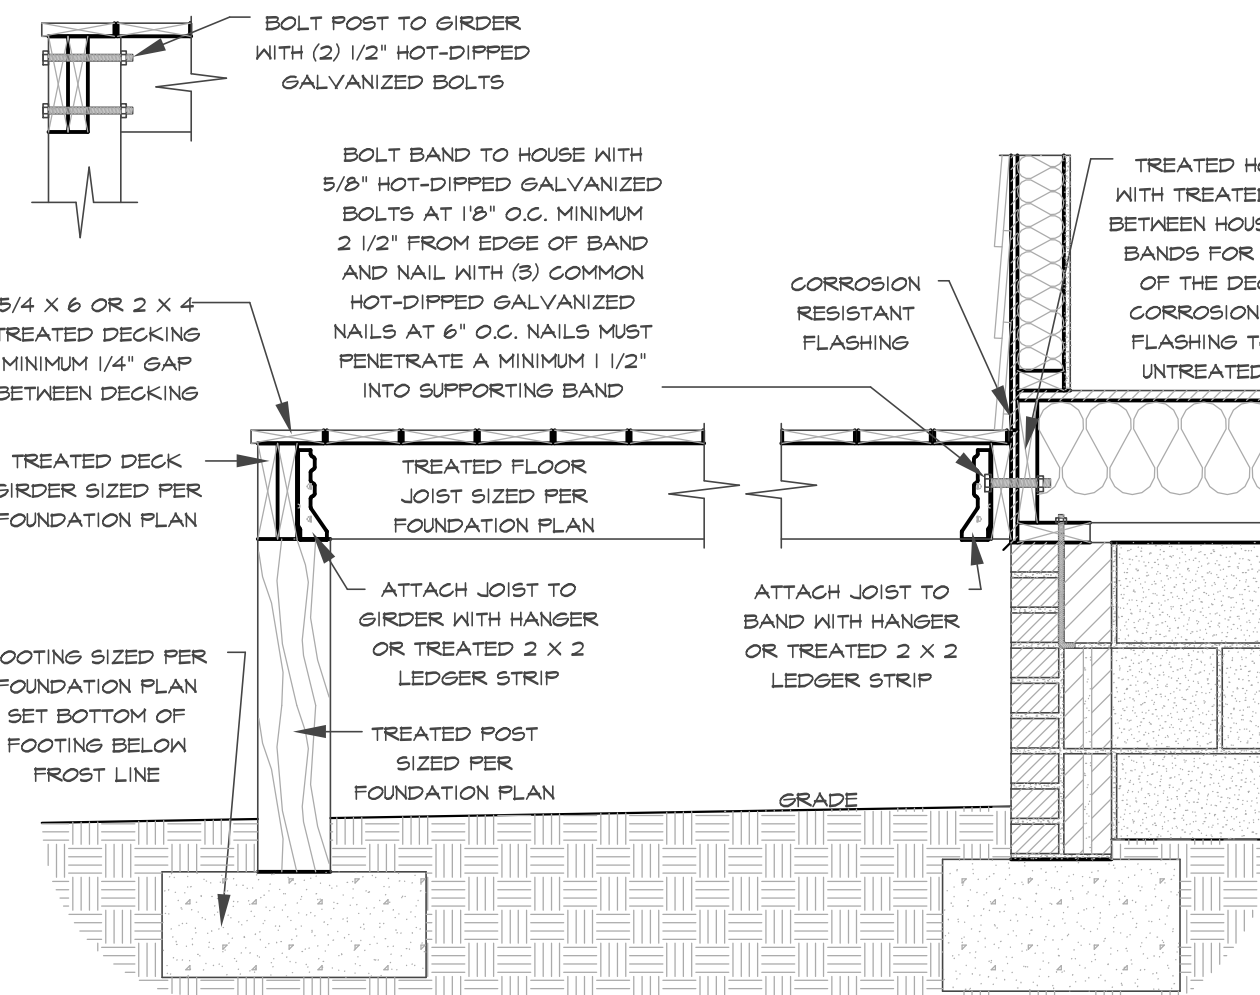 BOLT POST TO GIRDER
WITH (2) 1/2" HOT-DIPPED
GALVANIZED BOLTS
BOLT BAND TO HOUSE WITH
5/8" HOT-DIPPED GALVANIZED
BOLTS AT 1'8" O.C. MINIMUM
2 1/2" FROM EDGE OF BAND
AND NAIL WITH (3) COMMON
HOT-DIPPED GALVANIZED
NAILS AT 6" O.C. NAILS MUST
PENETRATE A MINIMUM 1 1/2"
INTO SUPPORTING BAND
TREATED
WITH TREATED
BETWEEN
BANDS FOR
OF THE
CORROSION
FLASHING
UNTREATED
CORROSION
RESISTANT
FLASHING
5/4 X 6 OR 2 X 4
TREATED DECKING
MINIMUM 1/4" GAP
BETWEEN DECKING
TREATED DECK
GIRDER SIZED PER
FOUNDATION PLAN
TREATED FLOOR
JOIST SIZED PER
FOUNDATION PLAN
ATTACH JOIST TO
GIRDER WITH HANGER
OR TREATED 2 X 2
LEDGER STRIP
ATTACH JOIST TO
BAND WITH HANGER
OR TREATED 2 X 2
LEDGER STRIP
OOTING SIZED PER
FOUNDATION PLAN
SET BOTTOM OF
FOOTING BELOW
FROST LINE
TREATED POST
SIZED PER
FOUNDATION PLAN
GRADE